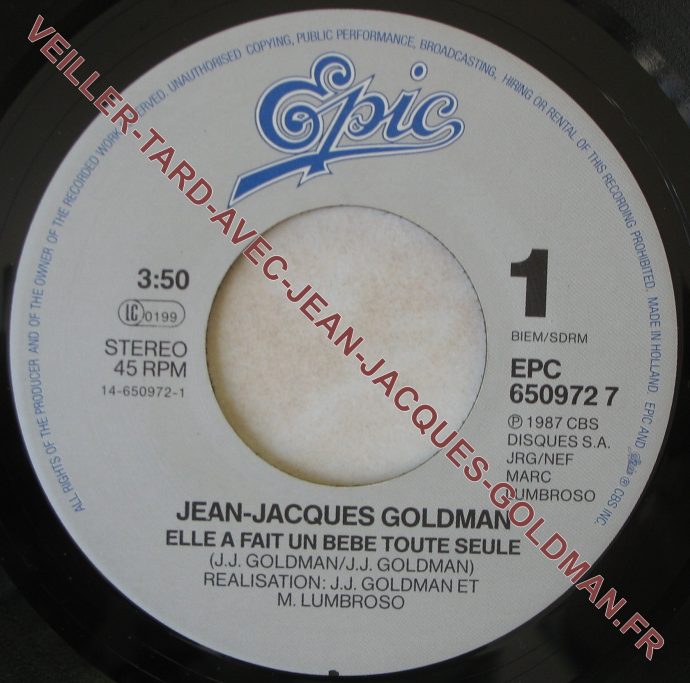 ALL RIGHTS OF THE PRODUCER AND OF THE OWNER OF THE RECORDED WORK RESERVED. UNAUTHORISED COPYING, PUBLIC PERFORMANCE, BROADCASTING, HIRING OR RENTAL OF THIS RECORDING PROHIBITED. MADE IN HOLLAND EPIC AND Epic ® CBS INC.
Epic
3:50
LC 0199
STEREO
45 RPM
14-650972-1
1
BIEM/SDRM
EPC
650972 7
℗ 1987 CBS
DISQUES S.A.
JRG/NEF
MARC
LUMBROSO
JEAN-JACQUES GOLDMAN
ELLE A FAIT UN BEBE TOUTE SEULE
(J.J. GOLDMAN/J.J. GOLDMAN)
REALISATION: J.J. GOLDMAN ET
M. LUMBROSO
VEILLER-TARD-AVEC-JEAN-JACQUES-GOLDMAN.FR